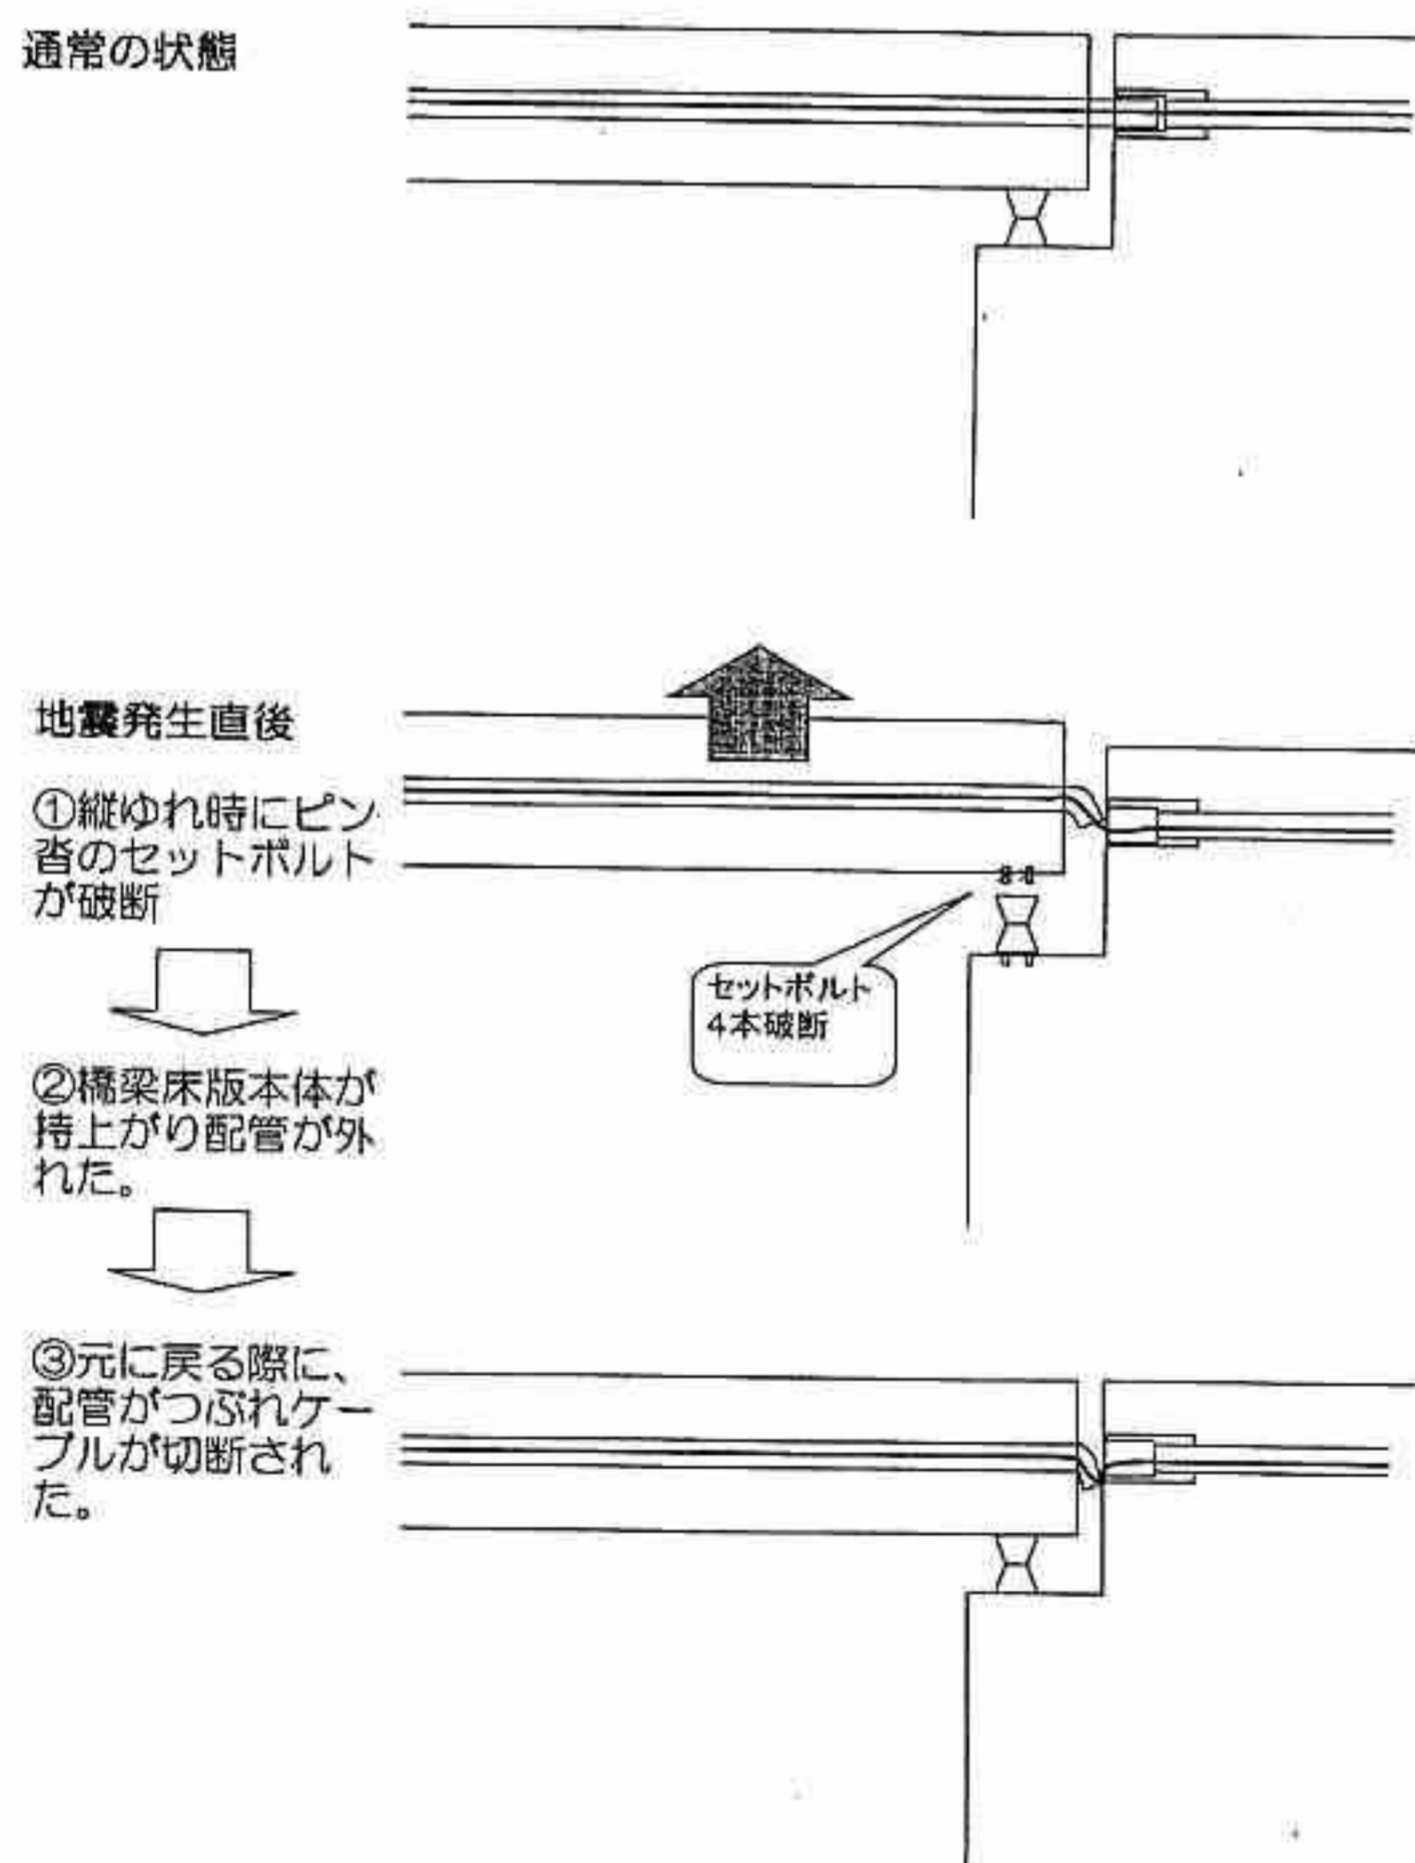 通常の状態
地震発生直後
①縦ゆれ時にピン
沓のセットボルト
が破断
セットボルト
4本破断
②橋梁床版本体が
持上がり配管が外
れた。
③元に戻る際に、
配管がつぶれケー
ブルが切断され
た。